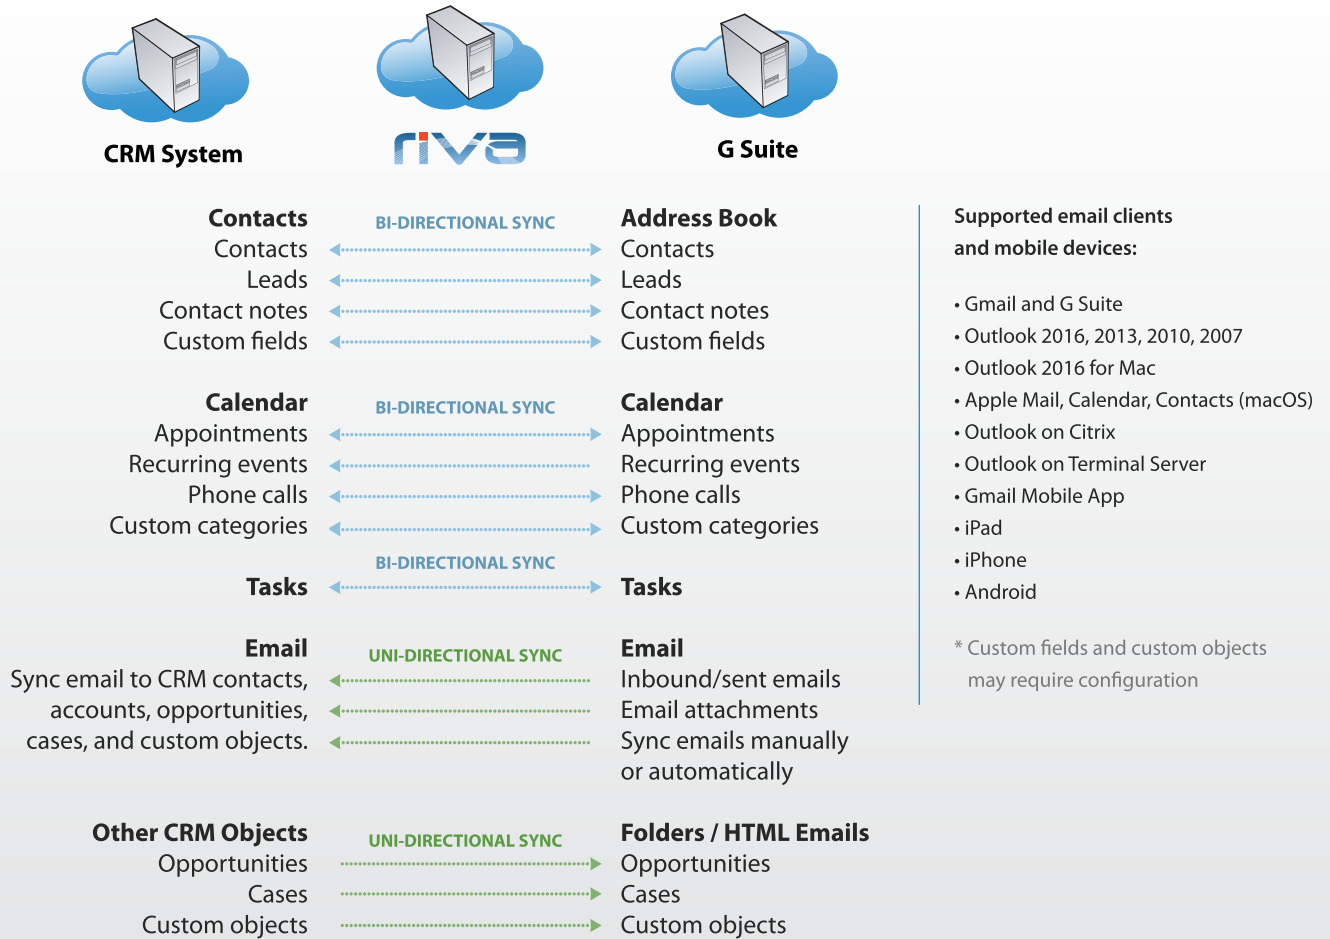 CRM System
riva
G Suite
Contacts
BI-DIRECTIONAL SYNC
Address Book
Contacts
Contacts
Leads
Leads
Contact notes
Contact notes
Custom fields
Custom fields
Calendar
BI-DIRECTIONAL SYNC
Calendar
Appointments
Appointments
Recurring events
Recurring events
Phone calls
Phone calls
Custom categories
Custom categories
BI-DIRECTIONAL SYNC
Tasks
Tasks
Email
UNI-DIRECTIONAL SYNC
Email
Sync email to CRM contacts,
accounts, opportunities,
cases, and custom objects.
Inbound/sent emails
Email attachments
Sync emails manually
or automatically
Other CRM Objects
UNI-DIRECTIONAL SYNC
Folders / HTML Emails
Opportunities
Opportunities
Cases
Cases
Custom objects
Custom objects
Supported email clients
and mobile devices:
• Gmail and G Suite
• Outlook 2016, 2013, 2010, 2007
• Outlook 2016 for Mac
• Apple Mail, Calendar, Contacts (macOS)
• Outlook on Citrix
• Outlook on Terminal Server
• Gmail Mobile App
• iPad
• iPhone
• Android
* Custom fields and custom objects
may require configuration